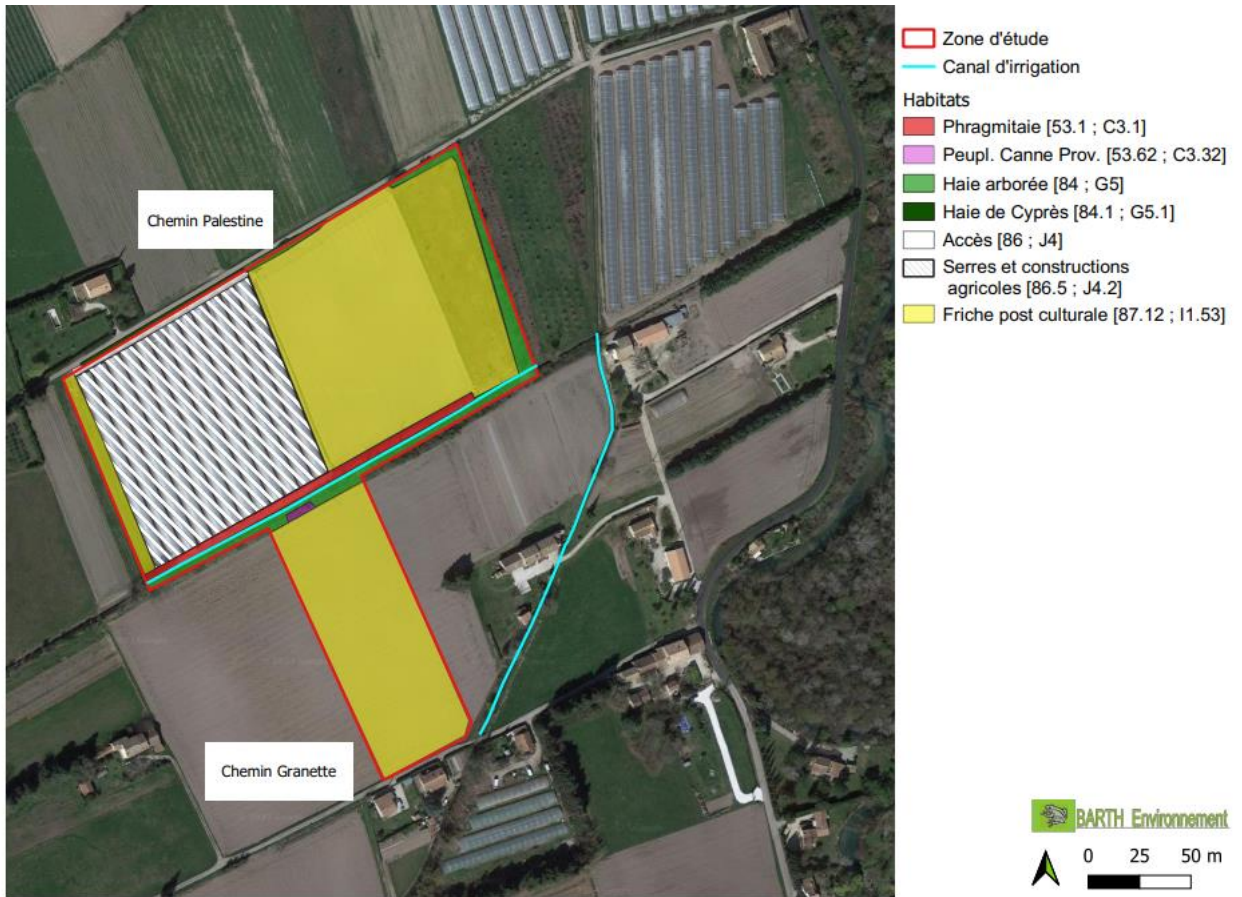 Chemin Palestine
Chemin Granette
Zone d'étude
Canal d'irrigation
Habitats
Phragmitaie [53.1 ; C3.1]
Peupl. Canne Prov. [53.62 ; C3.32]
Haie arborée [84 ; G5]
Haie de Cyprès [84.1 ; G5.1]
Accès [86 ; J4]
Serres et constructions
agricoles [86.5 ; J4.2]
Friche post culturale [87.12 ; I1.53]
BARTH Environnement
0 25 50 m